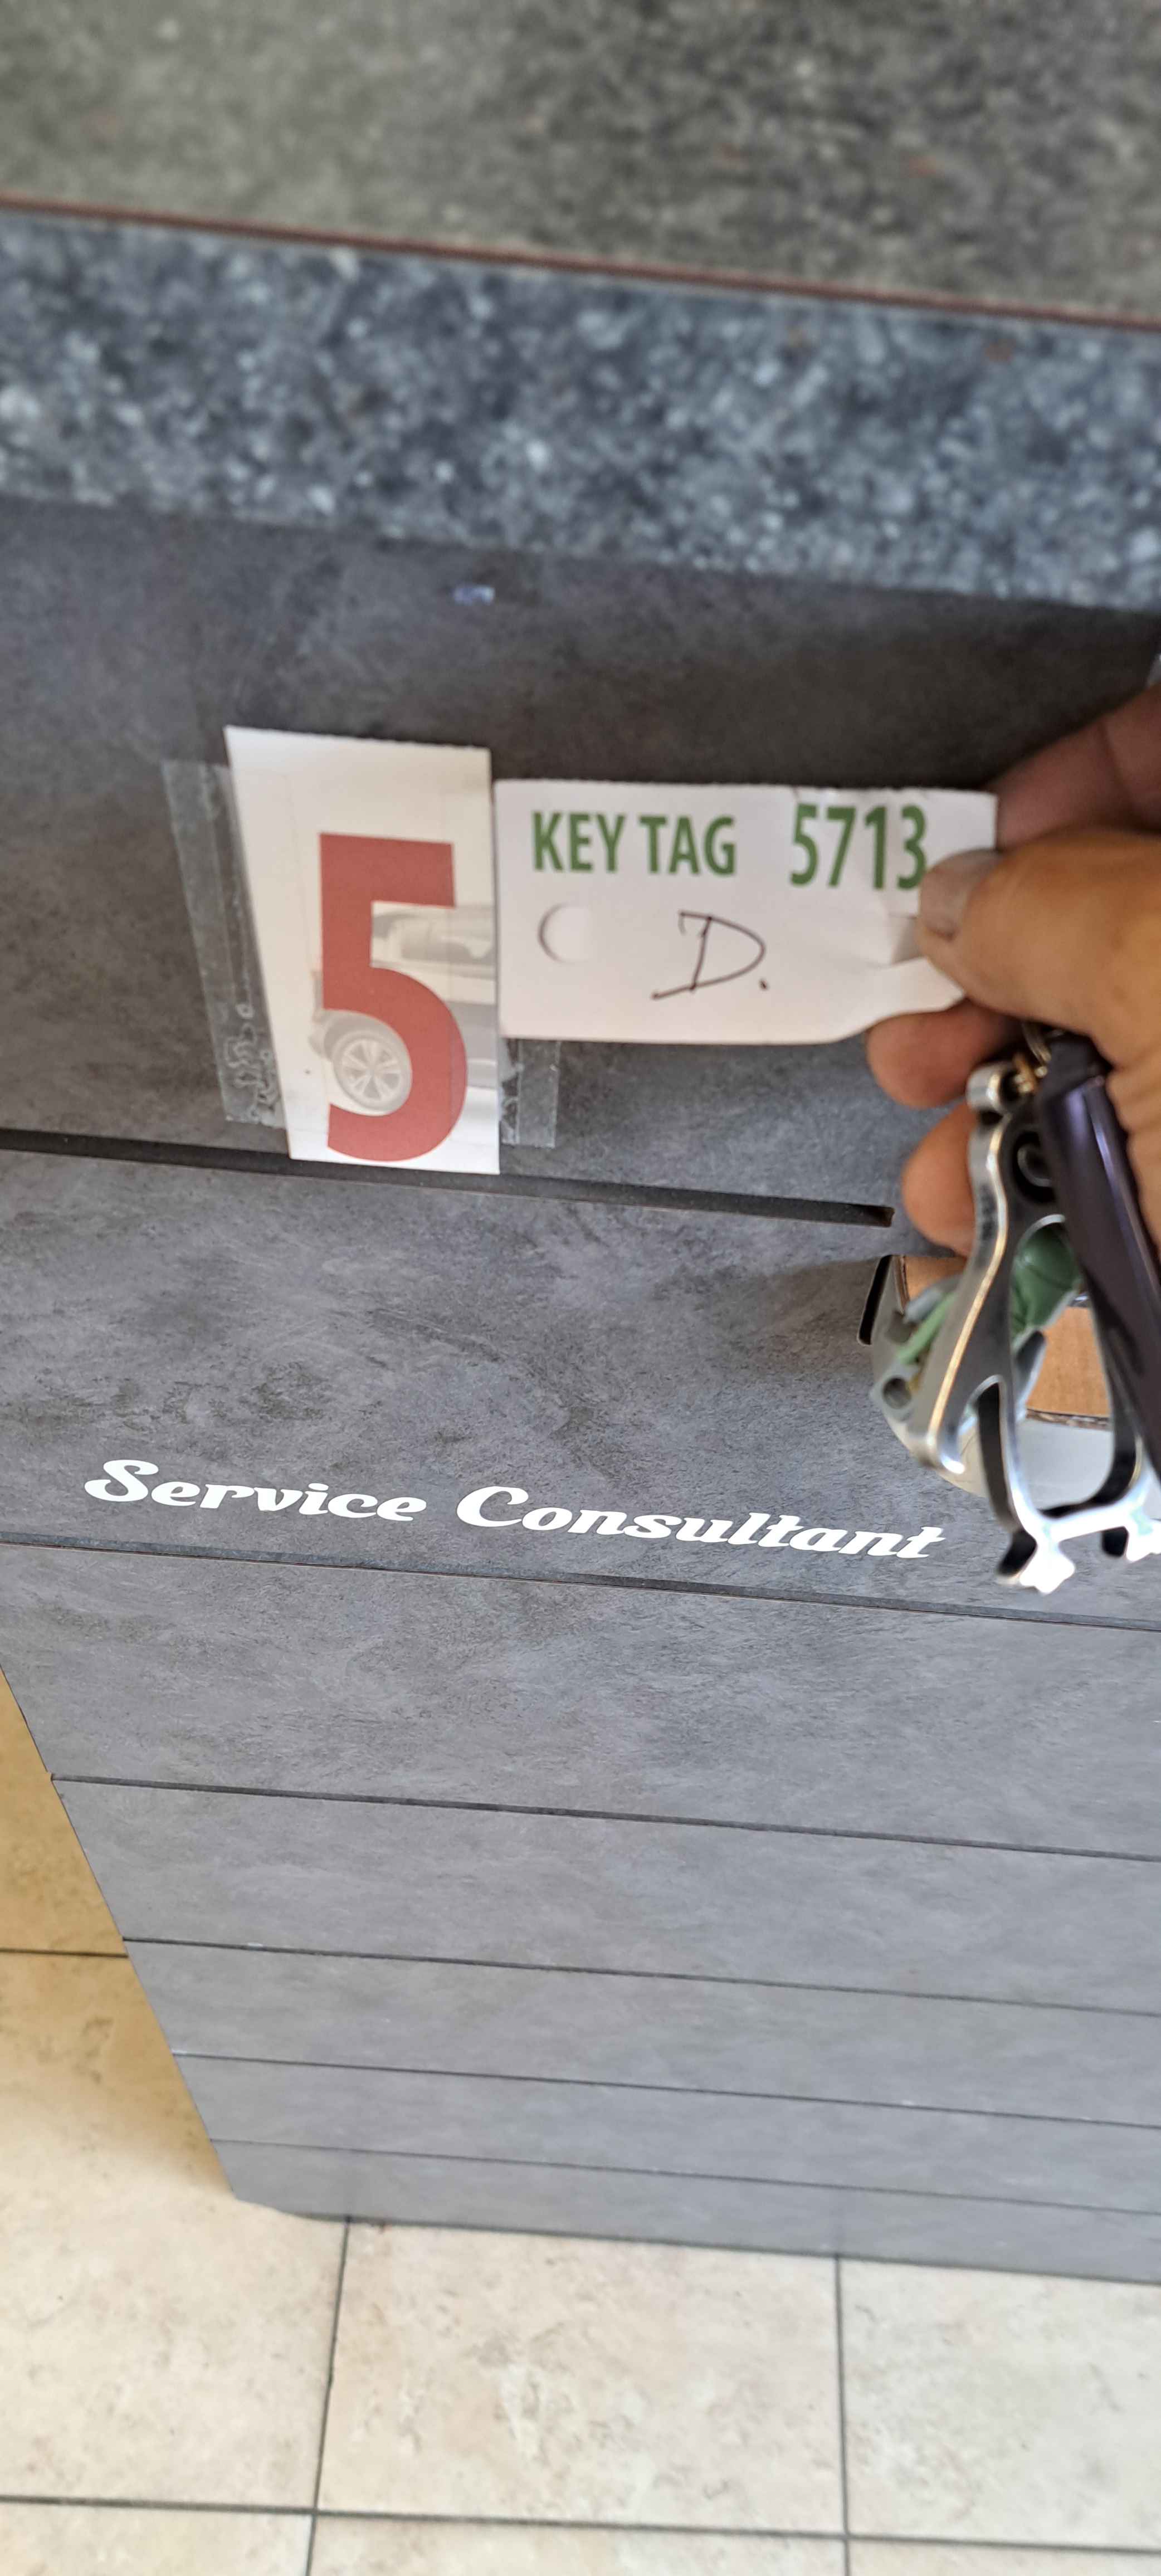 5
KEY TAG 5713
D.
Service Consultant